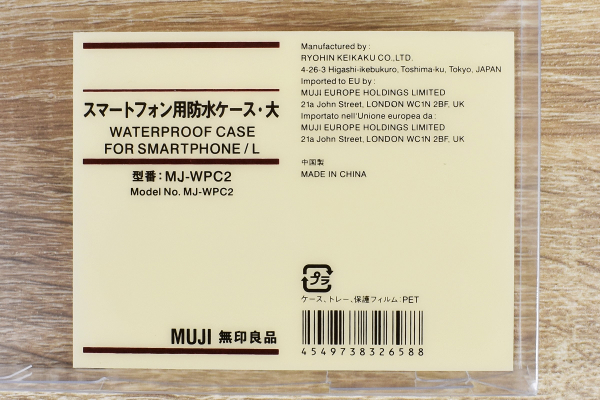 スマートフォン用防水ケース・大
WATERPROOF CASE
FOR SMARTPHONE / L
型番：MJ-WPC2
Model No. MJ-WPC2
MUJI 無印良品
Manufactured by :
RYOHIN KEIKAKU CO.,LTD.
4-26-3 Higashi-ikebukuro, Toshima-ku, Tokyo, JAPAN
Imported to EU by :
MUJI EUROPE HOLDINGS LIMITED
21a John Street, LONDON WC1N 2BF, UK
Importato nell'Unione europea da :
MUJI EUROPE HOLDINGS LIMITED
21a John Street, LONDON WC1N 2BF, UK
中国製
MADE IN CHINA
プラ
ケース、トレー、保護フィルム：PET
4549738326588